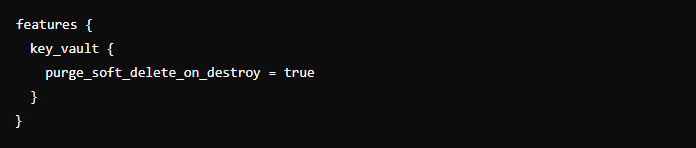 features {
  key_vault {
    purge_soft_delete_on_destroy = true
  }
}